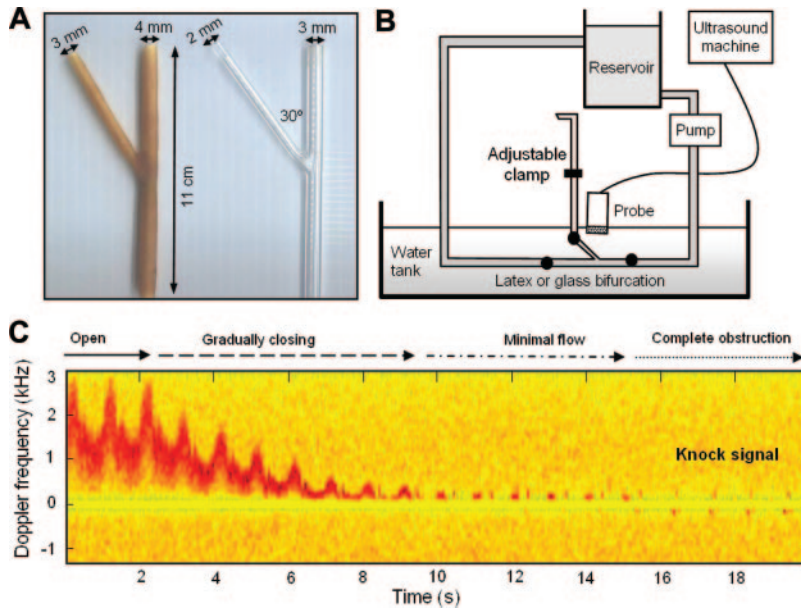 A
3 mm
4 mm
11 cm
2 mm
3 mm
30º
B
Ultrasound
machine
Reservoir
Pump
Adjustable
clamp
Probe
Water
tank
Latex or glass bifurcation
C
Open
Gradually closing
Minimal flow
Complete obstruction
Doppler frequency (kHz)
3
2
1
0
-1
Knock signal
2 4 6 8 10 12 14 16 18
Time (s)